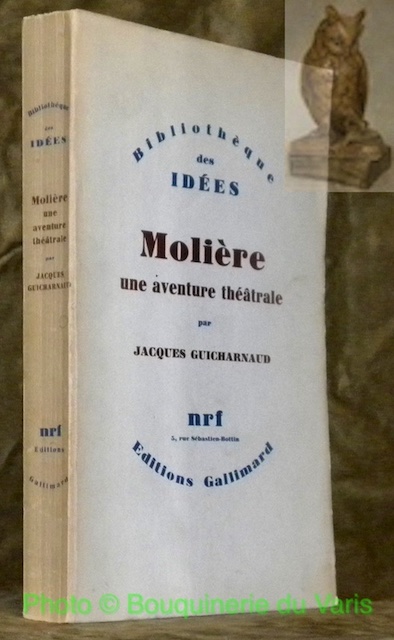 Bibliothèque
des
IDÉES
Molière
une
aventure
théâtrale
par
JACQUES
GUICHARNAUD
nrf
Editions
Gallimard
Bibliothèque
des
IDÉES
Molière
une aventure théâtrale
par
JACQUES GUICHARNAUD
nrf
5, rue Sébastien-Bottin
Editions Gallimard
Photo © Bouquinerie du Varis